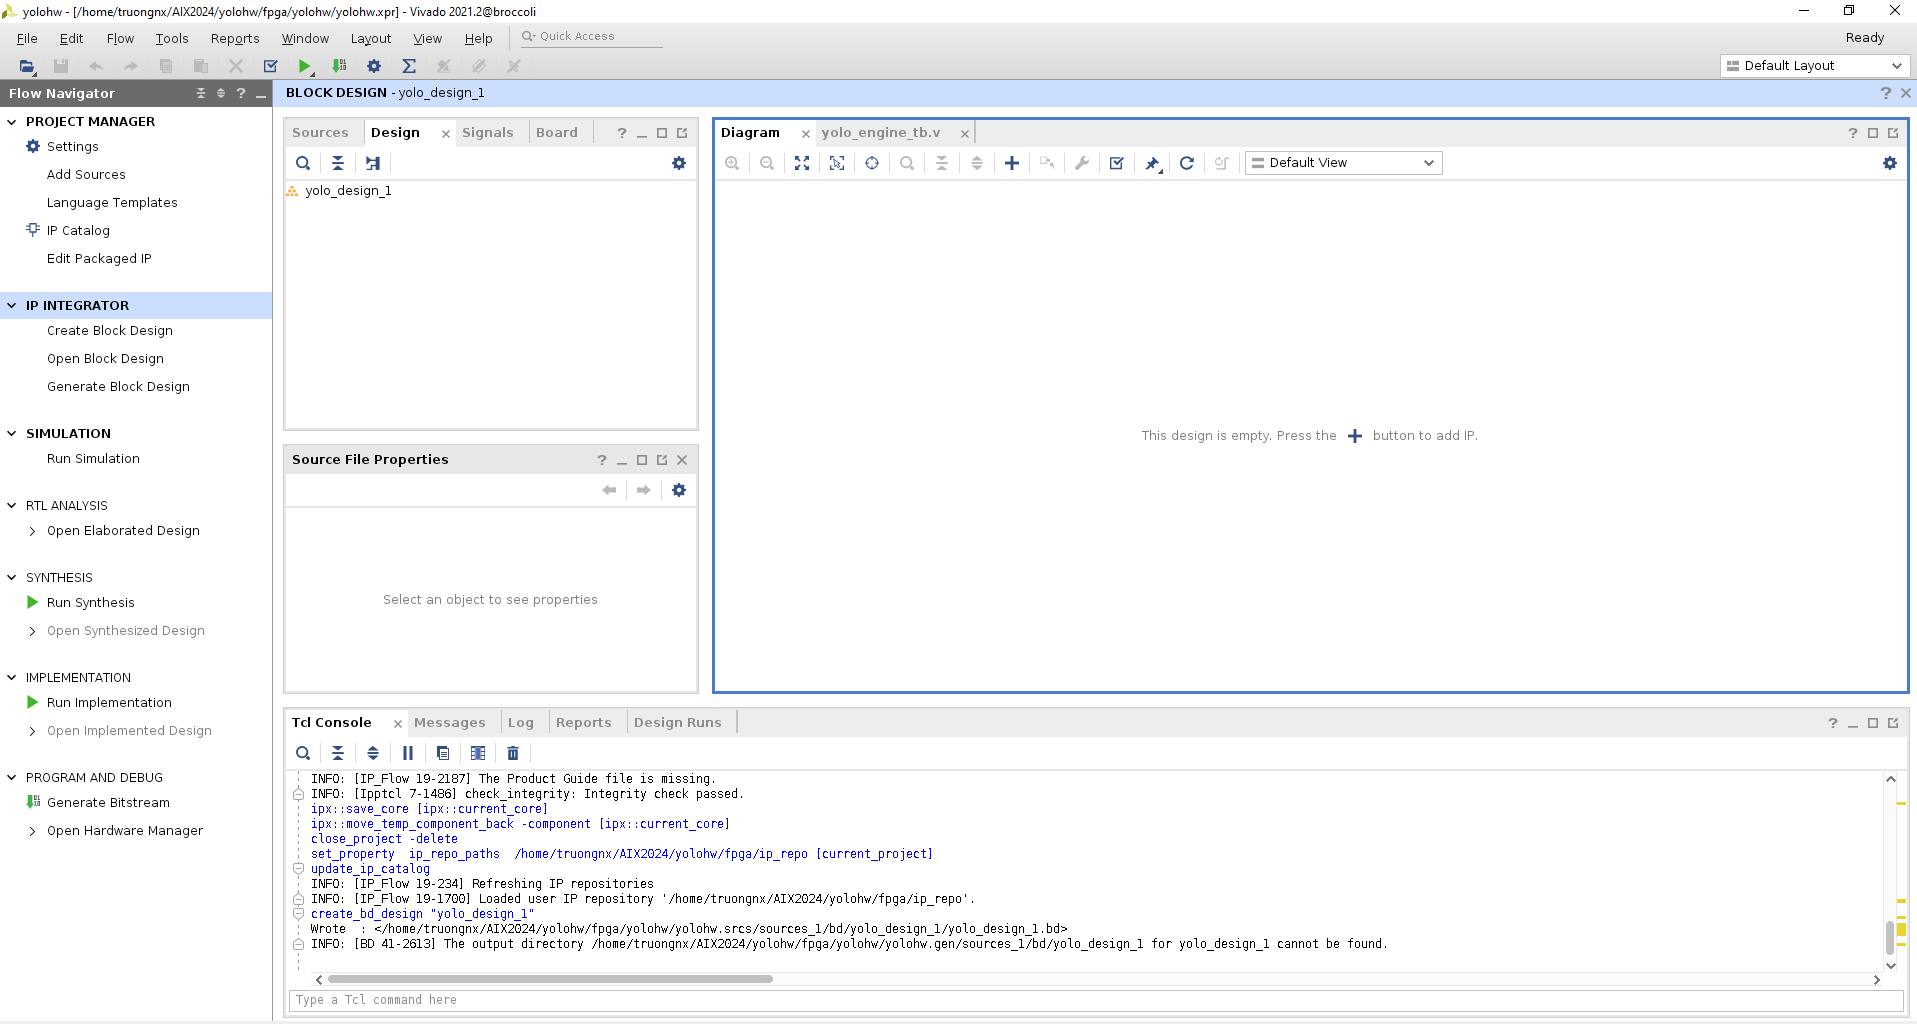 yolohw - [/home/truongnx/AIX2024/yolohw/fpga/yolohw/yolohw.xpr] - Vivado 2021.2@broccoli
File Edit Flow Tools Reports Window Layout View Help Quick Access Ready
Default Layout
Flow Navigator
PROJECT MANAGER
Settings
Add Sources
Language Templates
IP Catalog
Edit Packaged IP
IP INTEGRATOR
Create Block Design
Open Block Design
Generate Block Design
SIMULATION
Run Simulation
RTL ANALYSIS
Open Elaborated Design
SYNTHESIS
Run Synthesis
Open Synthesized Design
IMPLEMENTATION
Run Implementation
Open Implemented Design
PROGRAM AND DEBUG
Generate Bitstream
Open Hardware Manager
BLOCK DESIGN - yolo_design_1
Sources Design Signals Board
yolo_design_1
Source File Properties
Select an object to see properties
Diagram yolo_engine_tb.v
Default View
This design is empty. Press the + button to add IP.
Tcl Console Messages Log Reports Design Runs
INFO: [IP_Flow 19-2187] The Product Guide file is missing.
INFO: [Ipptcl 7-1486] check_integrity: Integrity check passed.
ipx::save_core [ipx::current_core]
ipx::move_temp_component_back -component [ipx::current_core]
close_project -delete
set_property  ip_repo_paths  /home/truongnx/AIX2024/yolohw/fpga/ip_repo [current_project]
update_ip_catalog
INFO: [IP_Flow 19-234] Refreshing IP repositories
INFO: [IP_Flow 19-1700] Loaded user IP repository '/home/truongnx/AIX2024/yolohw/fpga/ip_repo'.
create_bd_design "yolo_design_1"
Wrote  : </home/truongnx/AIX2024/yolohw/fpga/yolohw/yolohw.srcs/sources_1/bd/yolo_design_1/yolo_design_1.bd>
INFO: [BD 41-2613] The output directory /home/truongnx/AIX2024/yolohw/fpga/yolohw/yolohw.gen/sources_1/bd/yolo_design_1 for yolo_design_1 cannot be found.
Type a Tcl command here